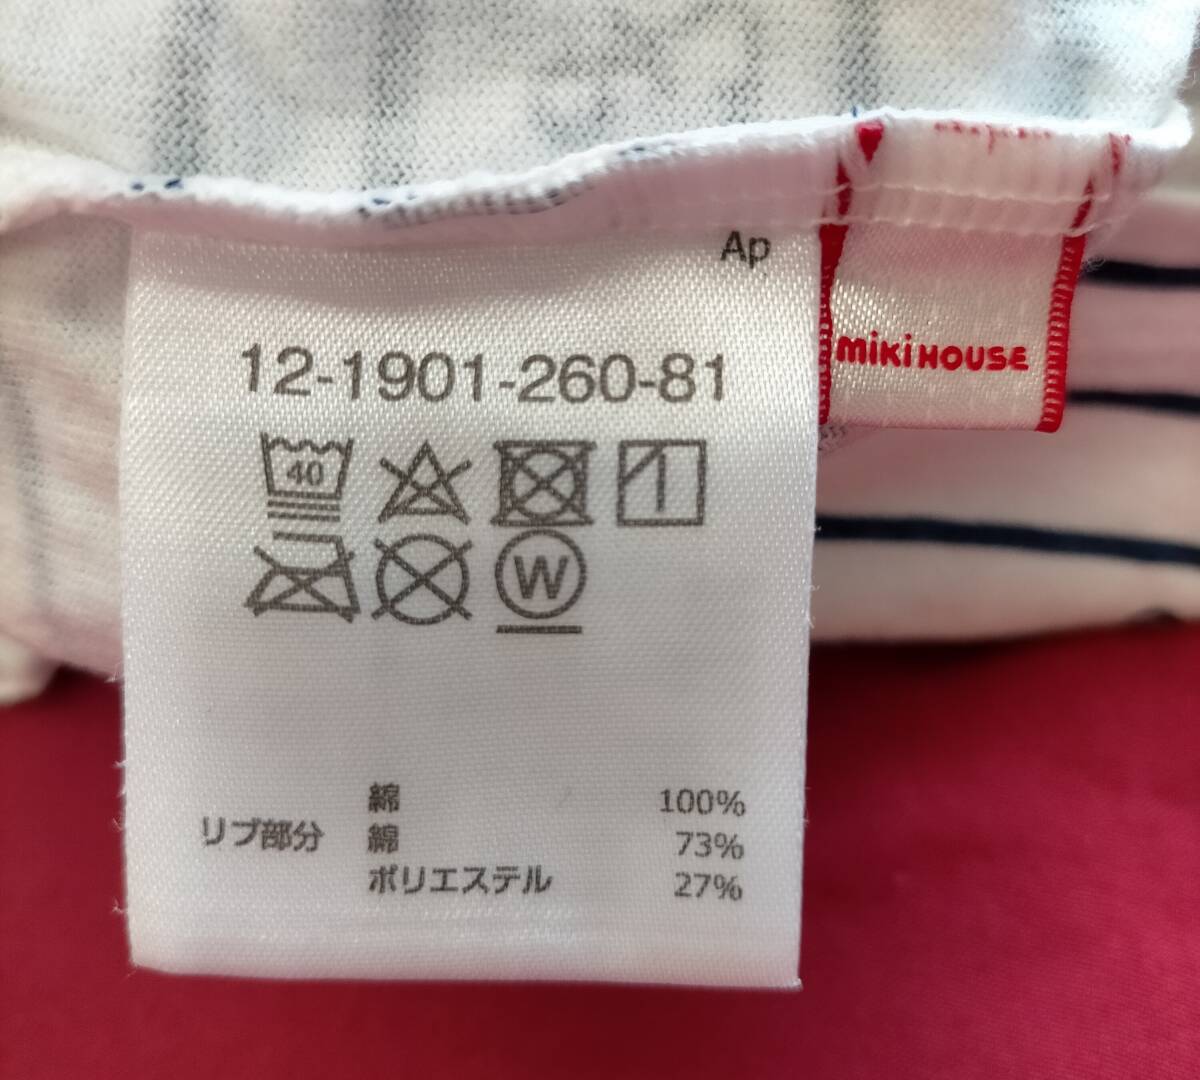 Ap
miki HOUSE
12-1901-260-81
40
W
綿 100%
リブ部分 綿 73%
ポリエステル 27%